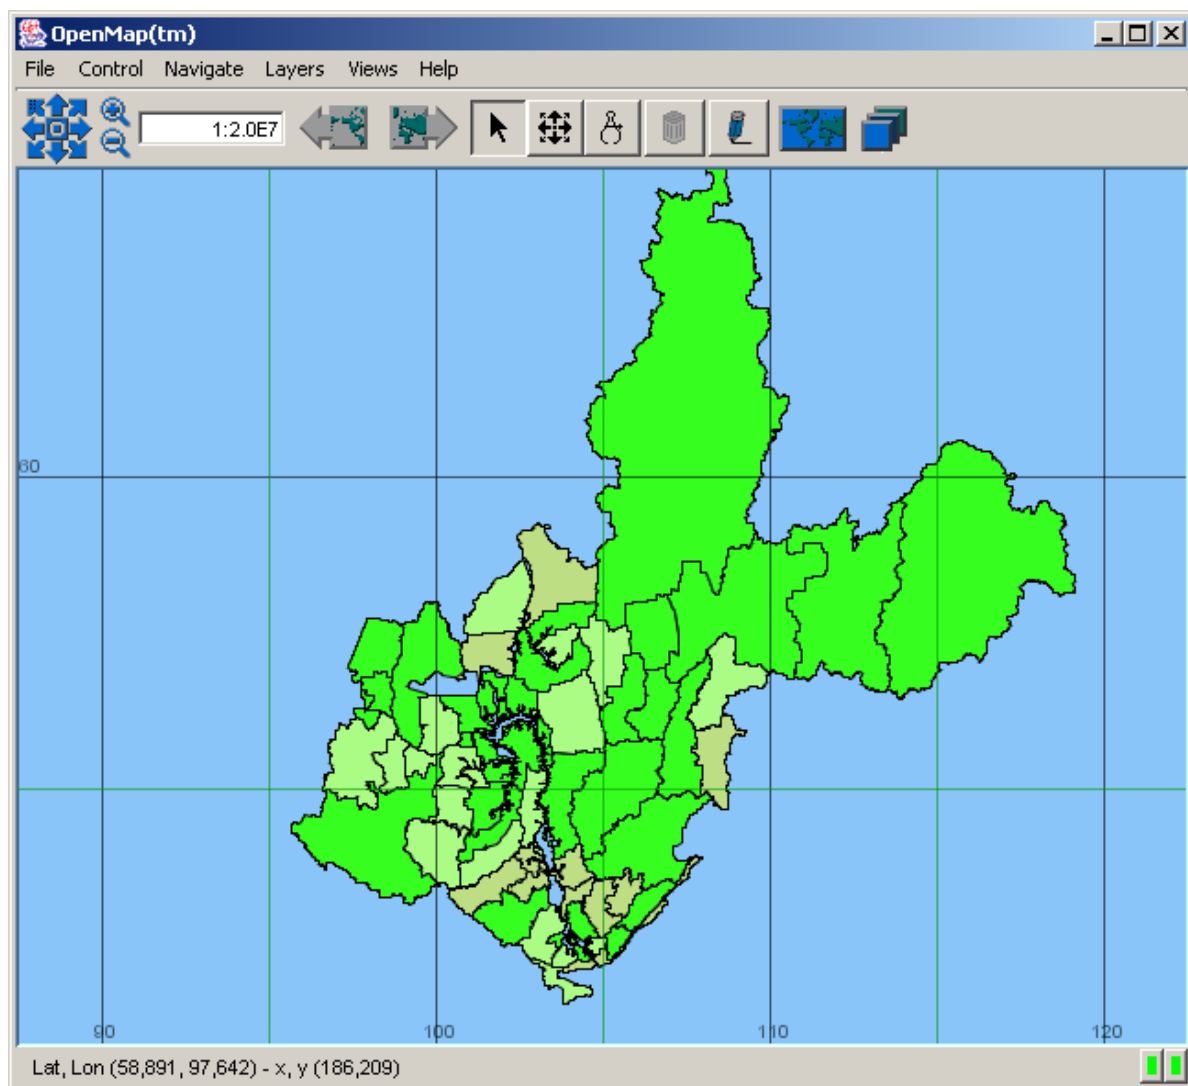 OpenMap(tm)
File Control Navigate Layers Views Help
1:2.0E7
60
90 100 110 120
Lat, Lon (58,891, 97,642) - x, y (186,209)